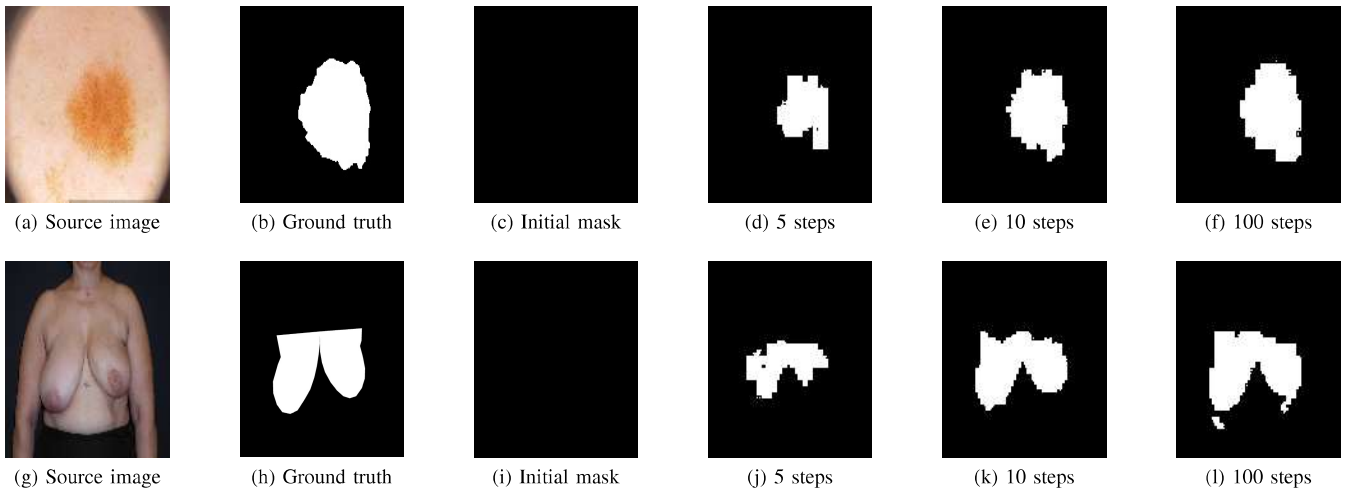 (a) Source image (b) Ground truth (c) Initial mask (d) 5 steps (e) 10 steps (f) 100 steps
(g) Source image (h) Ground truth (i) Initial mask (j) 5 steps (k) 10 steps (l) 100 steps